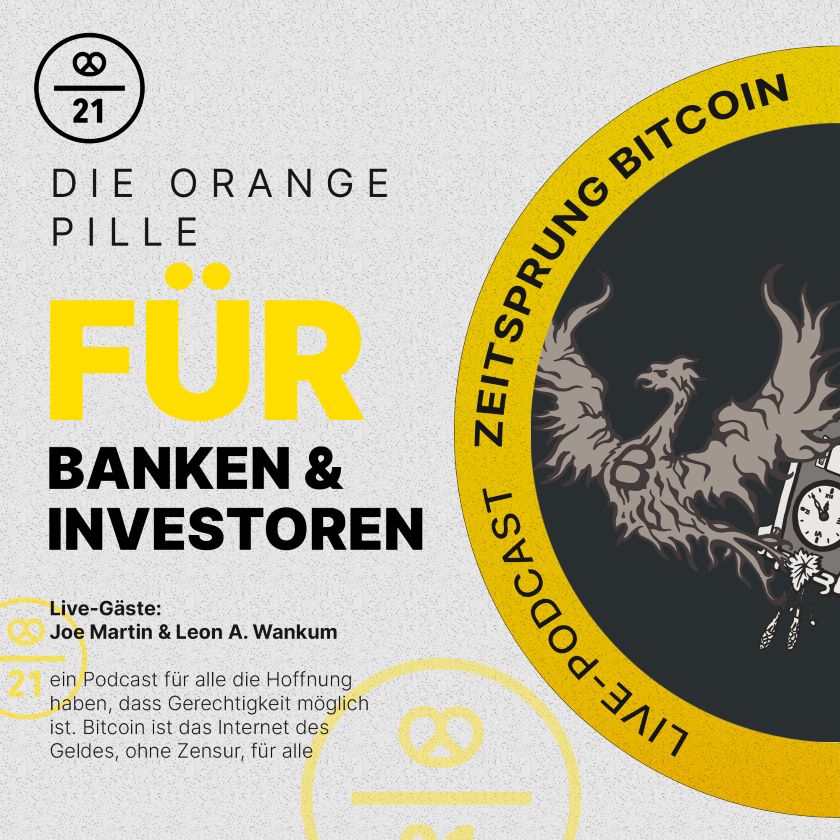 21
DIE ORANGE
PILLE
FÜR
BANKEN &
INVESTOREN
Live-Gäste:
Joe Martin & Leon A. Wankum
21
ein Podcast für alle die Hoffnung
haben, dass Gerechtigkeit möglich
ist. Bitcoin ist das Internet des
Geldes, ohne Zensur, für alle
21
LIVE-PODCAST ZEITSPRUNG BITCOIN
B